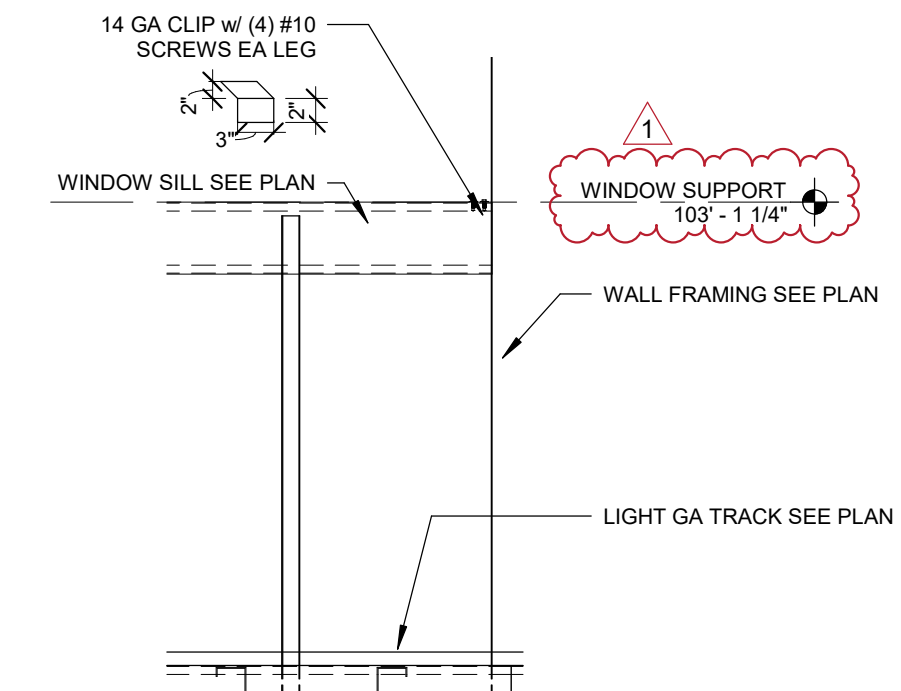 14 GA CLIP w/ (4) #10
SCREWS EA LEG
2"
2"
3"
1
WINDOW SILL SEE PLAN
WINDOW SUPPORT
103' - 1 1/4"
WALL FRAMING SEE PLAN
LIGHT GA TRACK SEE PLAN